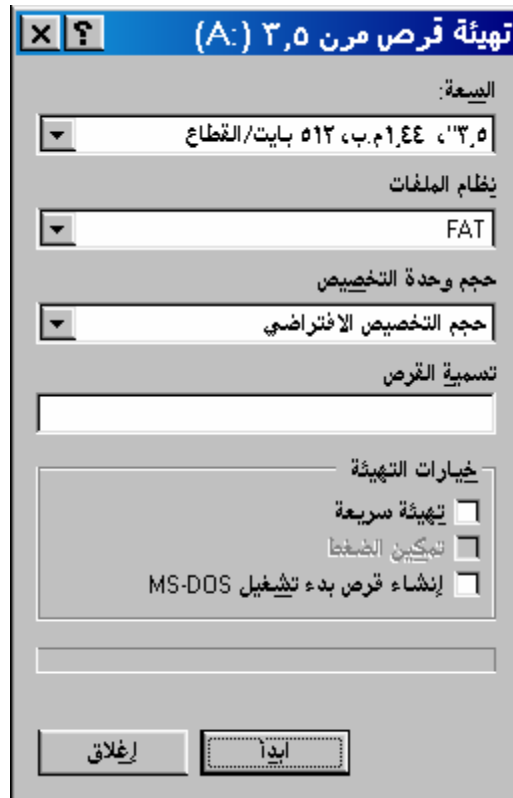 تهيئة قرص مرن ٣,٥ (A:)
السعة:
٣,٥"، ١,٤٤م.ب، ٥١٢ بايت/القطاع
نظام الملفات
FAT
حجم وحدة التخصيص
حجم التخصيص الافتراضي
تسمية القرص
خيارات التهيئة
تهيئة سريعة
تمكين الضغط
إنشاء قرص بدء تشغيل MS-DOS
ابدأ
إغلاق